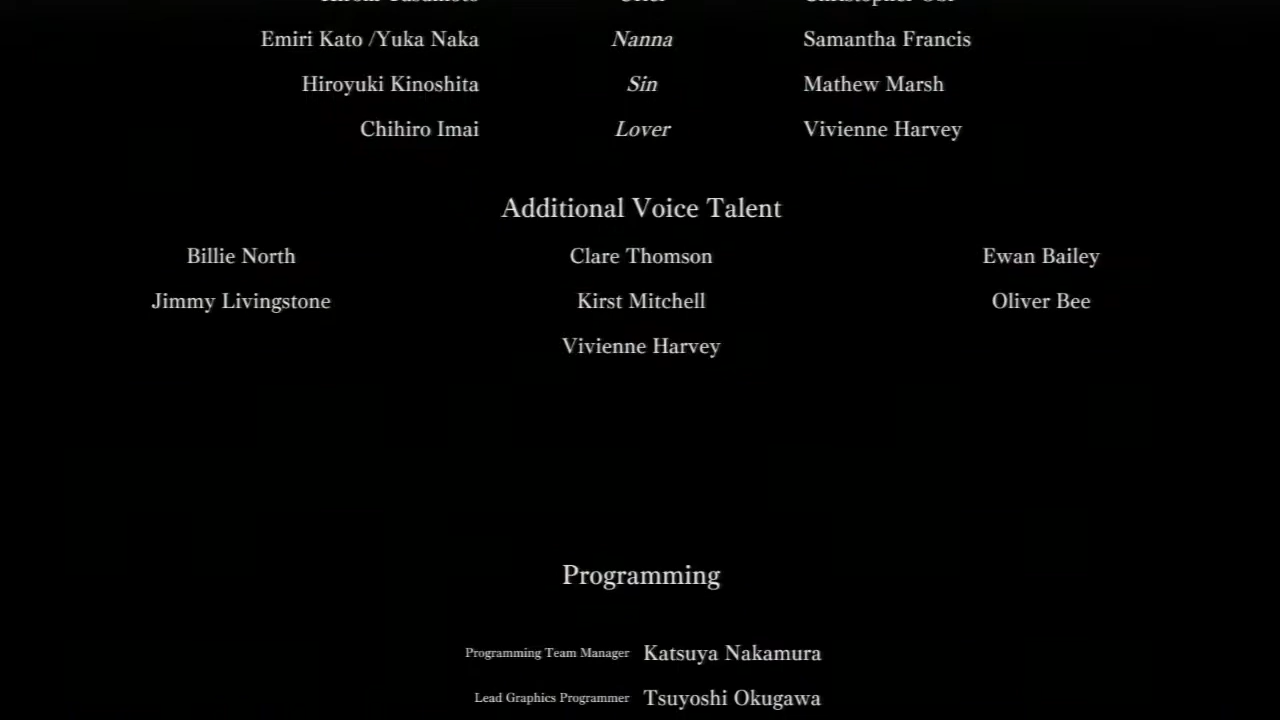 Emiri Kato /Yuka Naka Nanna Samantha Francis
Hiroyuki Kinoshita Sin Mathew Marsh
Chihiro Imai Lover Vivienne Harvey
Additional Voice Talent
Billie North Clare Thomson Ewan Bailey
Jimmy Livingstone Kirst Mitchell Oliver Bee
Vivienne Harvey
Programming
Programming Team Manager Katsuya Nakamura
Lead Graphics Programmer Tsuyoshi Okugawa